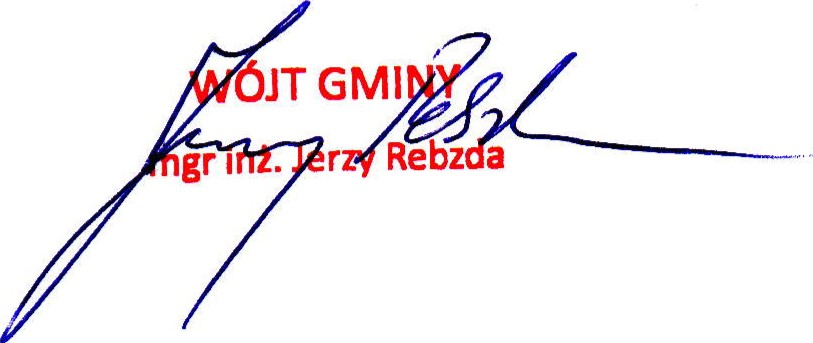 WÓJT GMINY
mgr inż. Jerzy Rebzda